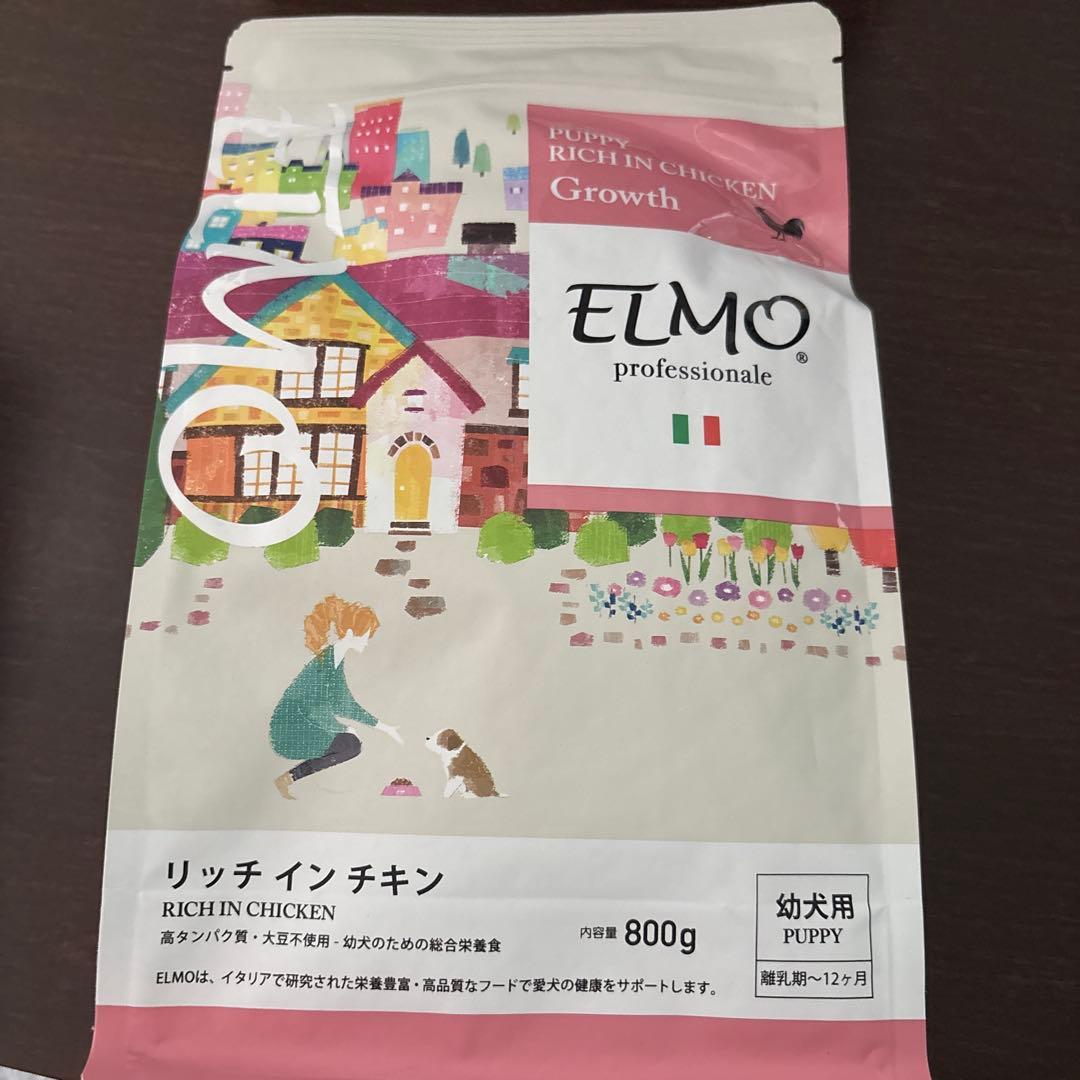 ELMO
PUPPY
RICH IN CHICKEN
Growth
ELMO®
professionale
リッチ イン チキン
RICH IN CHICKEN
高タンパク質・大豆不使用 - 幼犬のための総合栄養食
内容量 800g
ELMOは、イタリアで研究された栄養豊富・高品質なフードで愛犬の健康をサポートします。
幼犬用
PUPPY
離乳期〜12ヶ月